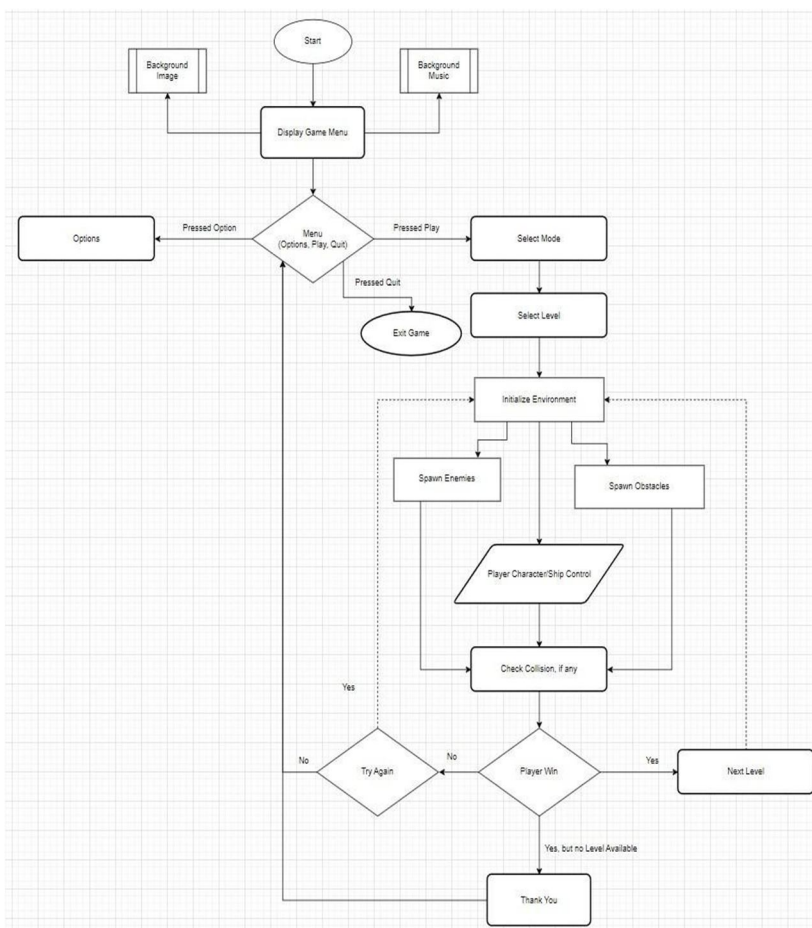 Start
Background
Image
Background
Music
Display Game Menu
Menu
(Options, Play, Quit)
Pressed Option
Options
Pressed Play
Select Mode
Pressed Quit
Exit Game
Select Level
Initialize Environment
Spawn Enemies
Spawn Obstacles
Player Character/Ship Control
Check Collision, if any
Yes
No
Try Again
No
Player Win
Yes
Next Level
Yes, but no Level Available
Thank You